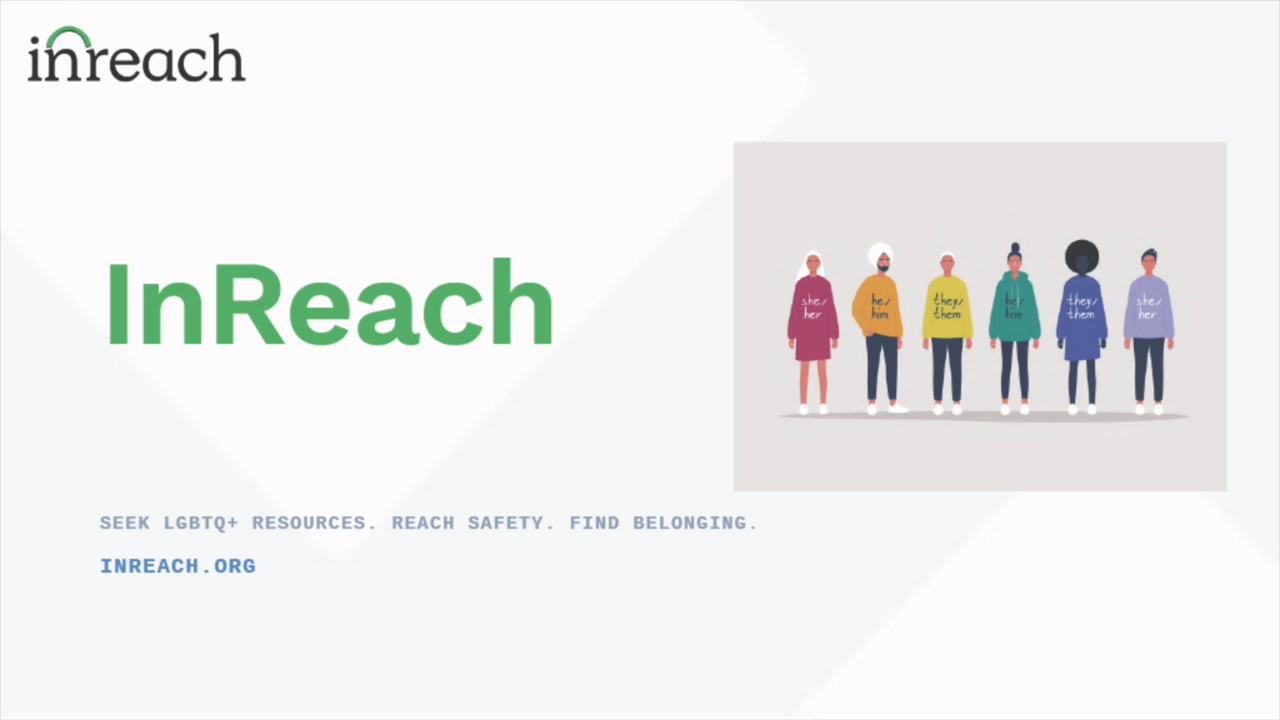 inreach
InReach
she/
her
he/
him
they/
them
he/
him
they/
them
she/
her
SEEK LGBTQ+ RESOURCES. REACH SAFETY. FIND BELONGING.
INREACH.ORG